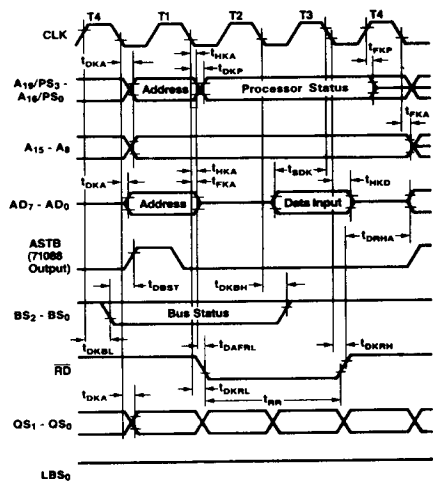 T4 T1 T2 T3 T4
CLK
tDKA tHKA tDKP tFKP
A19/PS3 -
A16/PS0
Address Processor Status
tFKA
A15 - A8
tDKA tHKA tFKA tSDK tHKD
AD7 - AD0
Address Data Input
tDRHA
ASTB
(71088
Output)
tDBST tDKBH
BS2 - BS0
Bus Status
tDKBL tDAFRL tDKRH
RD
tDKA tDKRL tRR
QS1 - QS0
LBS0